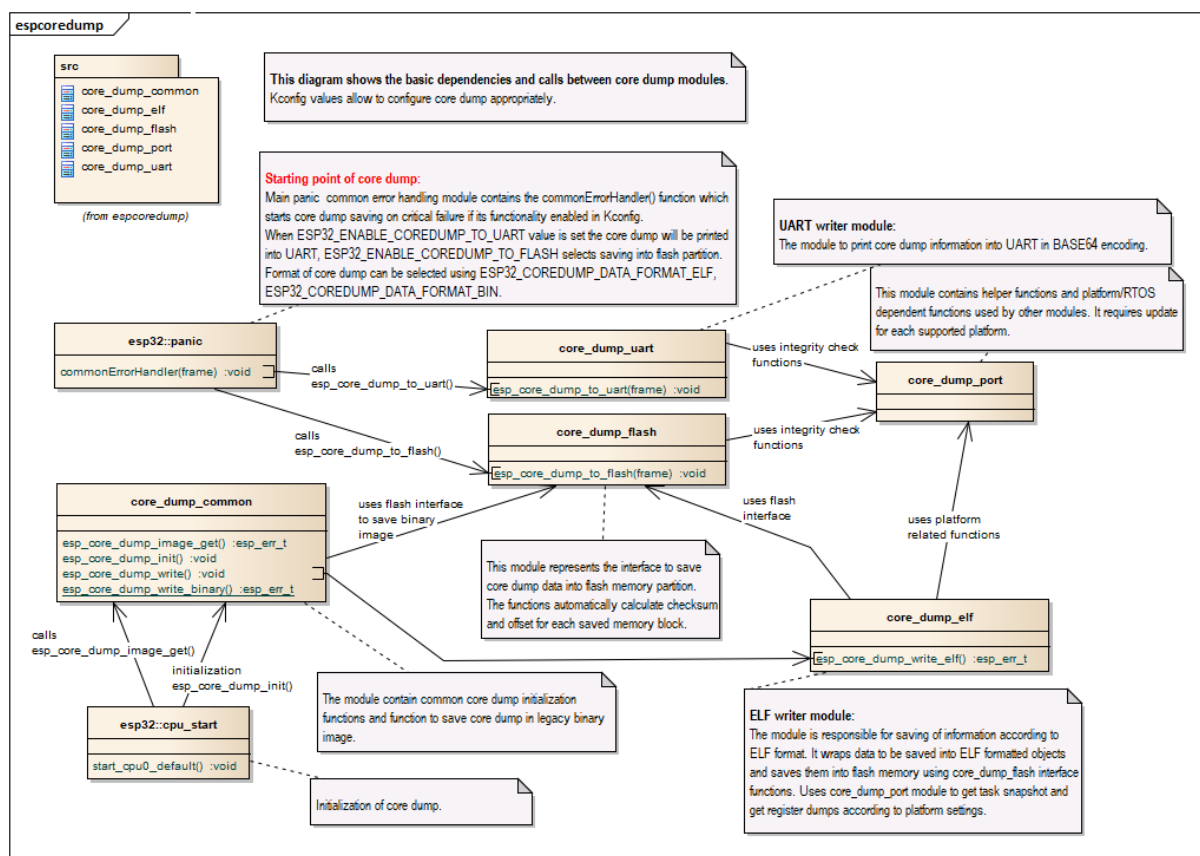 espcoredump
src
core_dump_common
core_dump_elf
core_dump_flash
core_dump_port
core_dump_uart
(from espcoredump)
This diagram shows the basic dependencies and calls between core dump modules.
Kconfig values allow to configure core dump appropriately.
Starting point of core dump:
Main panic common error handling module contains the commonErrorHandler() function which
starts core dump saving on critical failure if its functionality enabled in Kconfig.
When ESP32_ENABLE_COREDUMP_TO_UART value is set the core dump will be printed
into UART, ESP32_ENABLE_COREDUMP_TO_FLASH selects saving into flash partition.
Format of core dump can be selected using ESP32_COREDUMP_DATA_FORMAT_ELF,
ESP32_COREDUMP_DATA_FORMAT_BIN.
UART writer module:
The module to print core dump information into UART in BASE64 encoding.
This module contains helper functions and platform/RTOS
dependent functions used by other modules. It requires update
for each supported platform.
esp32::panic
commonErrorHandler(frame) :void
calls
esp_core_dump_to_uart()
core_dump_uart
esp_core_dump_to_uart(frame) :void
uses integrity check
functions
core_dump_port
calls
esp_core_dump_to_flash()
core_dump_flash
esp_core_dump_to_flash(frame) :void
uses integrity check
functions
core_dump_common
esp_core_dump_image_get() :esp_err_t
esp_core_dump_init() :void
esp_core_dump_write() :void
esp_core_dump_write_binary() :esp_err_t
uses flash interface
to save binary
image
uses flash
interface
uses platform
related functions
This module represents the interface to save
core dump data into flash memory partition.
The functions automatically calculate checksum
and offset for each saved memory block.
core_dump_elf
esp_core_dump_write_elf() :esp_err_t
calls
esp_core_dump_image_get()
initialization
esp_core_dump_init()
The module contain common core dump initialization
functions and function to save core dump in legacy binary
image.
esp32::cpu_start
start_cpu0_default() :void
Initialization of core dump.
ELF writer module:
The module is responsible for saving of information according to
ELF format. It wraps data to be saved into ELF formatted objects
and saves them into flash memory using core_dump_flash interface
functions. Uses core_dump_port module to get task snapshot and
get register dumps according to platform settings.